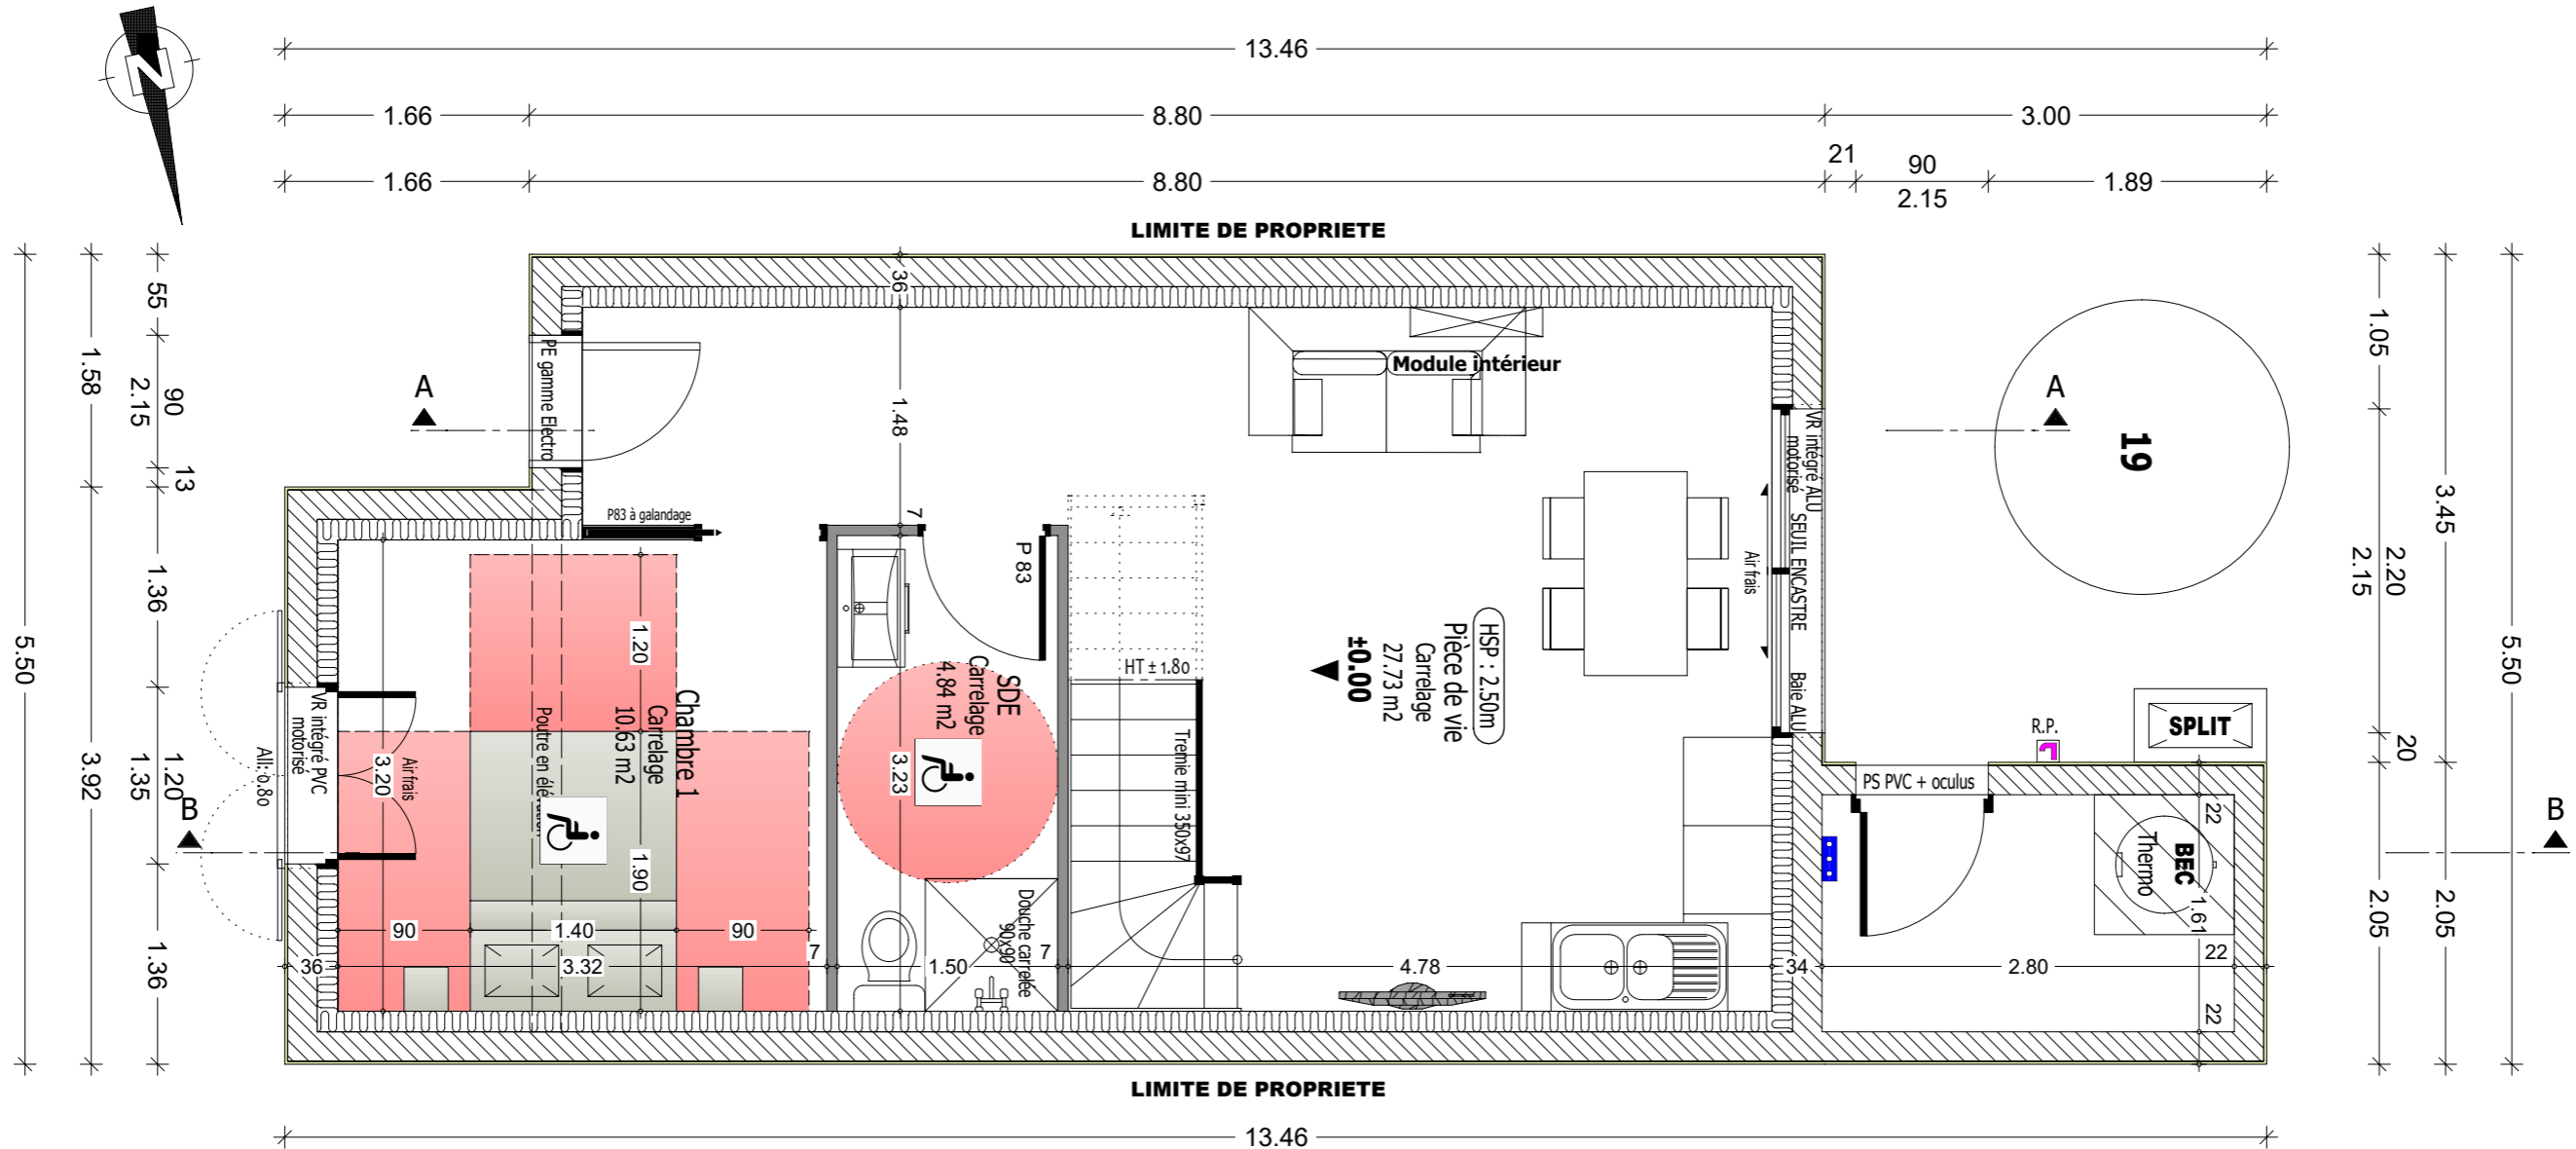 N
13.46
1.66
8.80
3.00
1.66
8.80
21
90
2.15
1.89
LIMITE DE PROPRIETE
5.50
1.58
3.92
55
90
2.15
13
1.36
1.20
1.35
1.36
A
B
PE gamme Electro
P83 à galandage
36
1.48
7
Module intérieur
P 83
HT ± 1.80
Tremie mini 350x97
SDE
Carrelage
4.84 m2
3.23
Douche carrelée
90x90
Chambre 1
Carrelage
10.63 m2
Poutre en
1.20
1.90
3.20
Air frais
VR intégré PVC
motorisé
All: 0.80
90
1.40
90
36
3.32
7
1.50
7
4.78
34
2.80
22
HSP : 2.50m
Pièce de vie
Carrelage
27.73 m2
±0.00
Air frais
VR intégré ALU
motorisé
SEUIL ENCASTRE
Baie ALU
A
19
SPLIT
R.P.
PS PVC + oculus
BEC
Thermo
22
1.61
22
1.05
2.20
2.15
20
2.05
3.45
2.05
5.50
B
LIMITE DE PROPRIETE
13.46